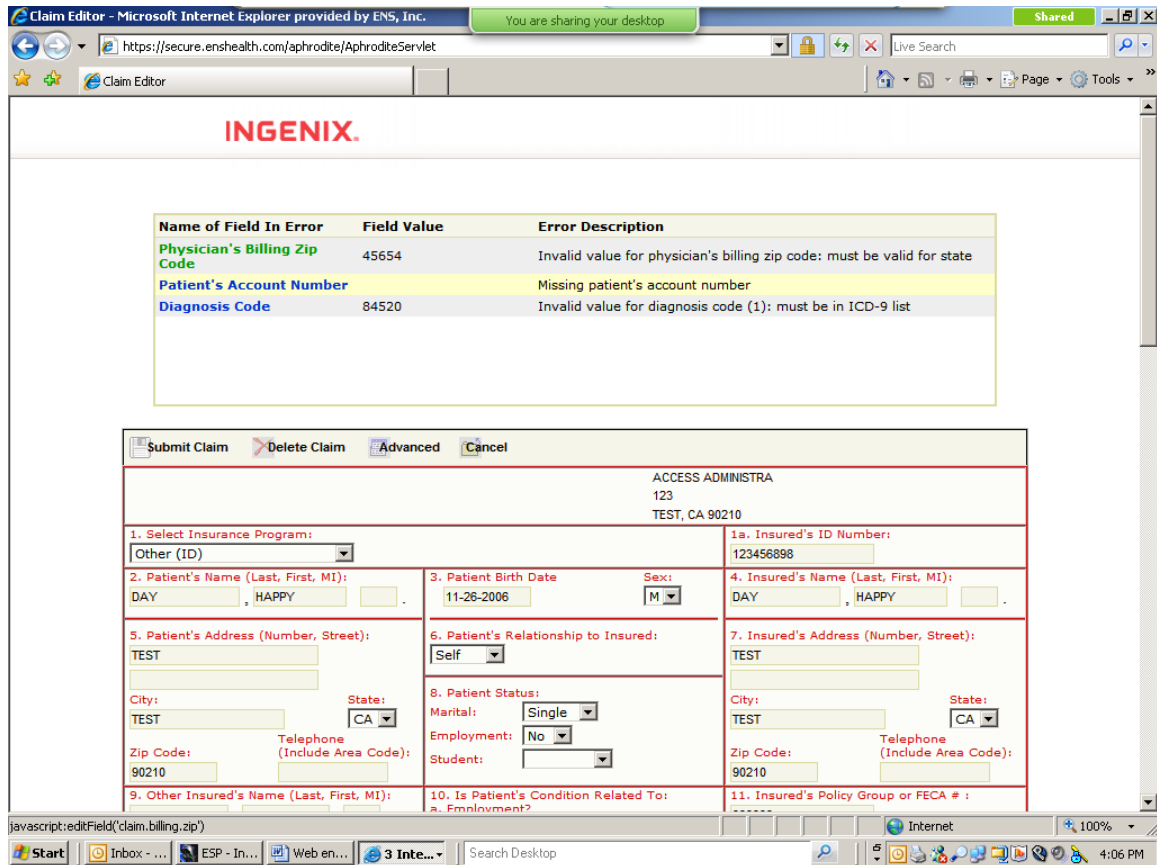 Claim Editor - Microsoft Internet Explorer provided by ENS, Inc.
You are sharing your desktop
Shared
https://secure.enshealth.com/aphrodite/AphroditeServlet
Live Search
Claim Editor
Page
Tools
INGENIX.
Name of Field In Error Field Value Error Description
Physician's Billing Zip
Code
45654
Invalid value for physician's billing zip code: must be valid for state
Patient's Account Number Missing patient's account number
Diagnosis Code 84520 Invalid value for diagnosis code (1): must be in ICD-9 list
Submit Claim Delete Claim Advanced Cancel
ACCESS ADMINISTRA
123
TEST, CA 90210
1. Select Insurance Program:
Other (ID)
1a. Insured's ID Number:
123456898
2. Patient's Name (Last, First, MI):
DAY , HAPPY .
3. Patient Birth Date Sex:
11-26-2006 M
4. Insured's Name (Last, First, MI):
DAY , HAPPY .
5. Patient's Address (Number, Street):
TEST
City: State:
TEST CA
Zip Code: Telephone
(Include Area Code):
90210
6. Patient's Relationship to Insured:
Self
8. Patient Status:
Marital: Single
Employment: No
Student:
7. Insured's Address (Number, Street):
TEST
City: State:
TEST CA
Zip Code: Telephone
(Include Area Code):
90210
9. Other Insured's Name (Last, First, MI):
10. Is Patient's Condition Related To:
a. Employment?
11. Insured's Policy Group or FECA # :
javascript:editField('claim.billing.zip')
Internet
100%
Start
Inbox - ...
ESP - In...
Web en...
3 Inte...
Search Desktop
4:06 PM